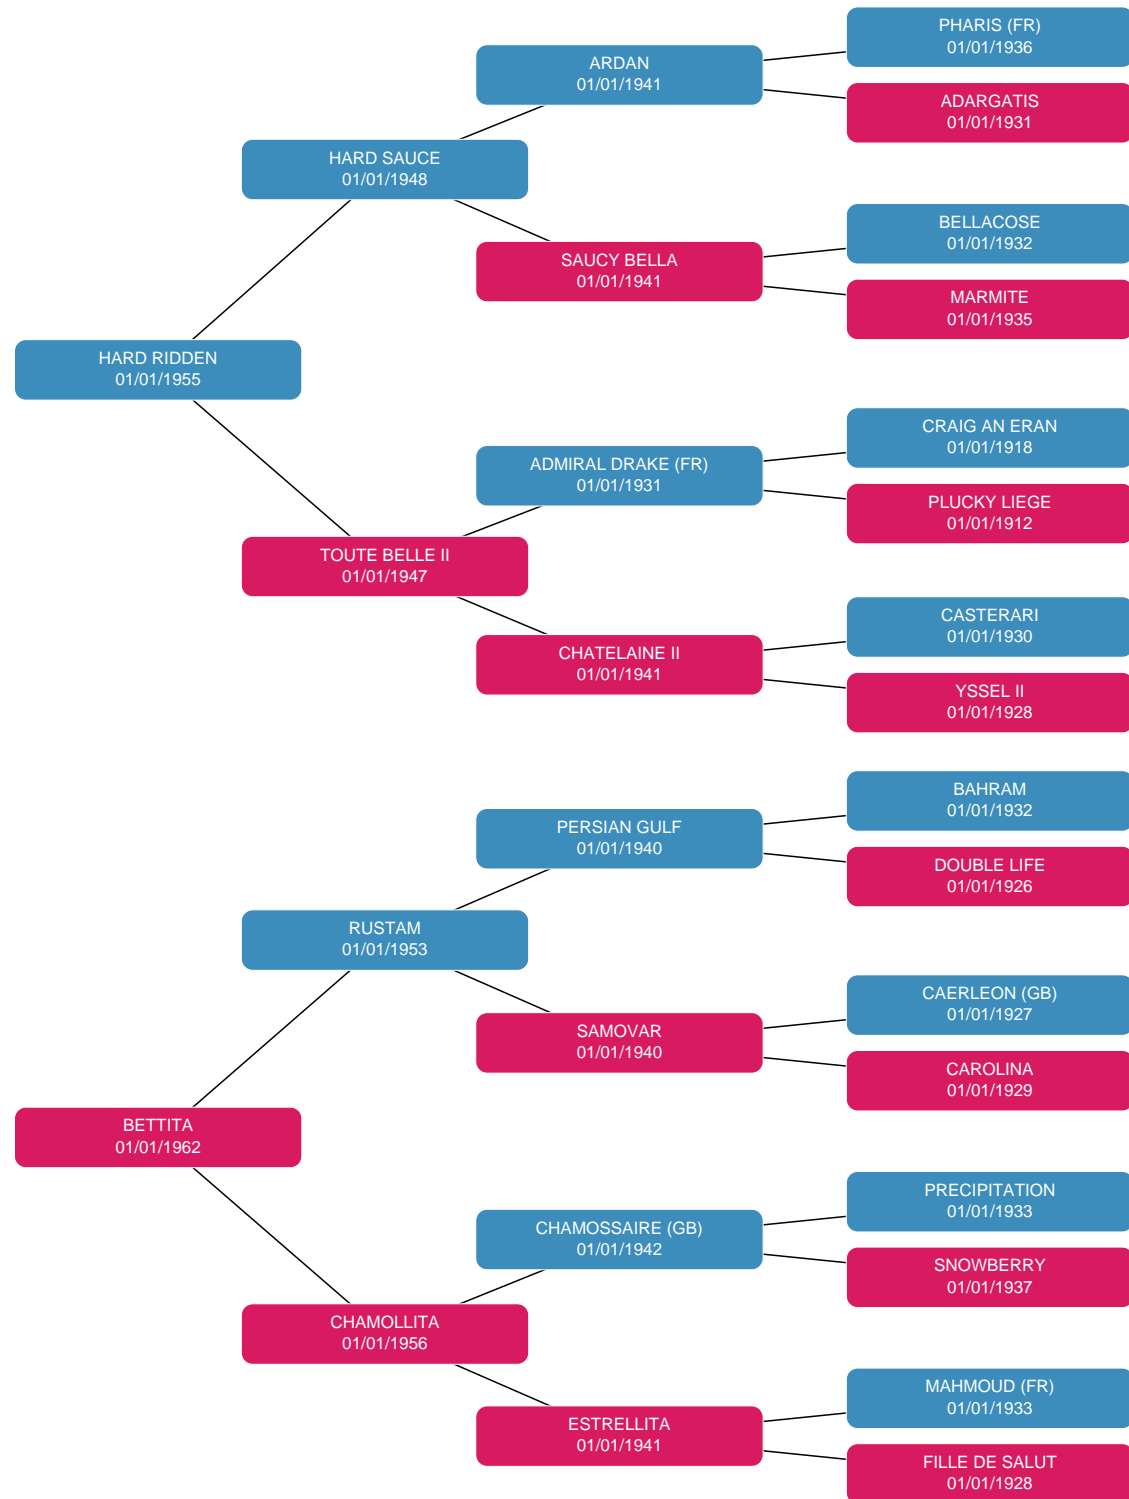 PHARIS (FR)
01/01/1936
ARDAN
01/01/1941
ADARGATIS
01/01/1931
HARD SAUCE
01/01/1948
BELLACOSE
01/01/1932
SAUCY BELLA
01/01/1941
MARMITE
01/01/1935
HARD RIDDEN
01/01/1955
CRAIG AN ERAN
01/01/1918
ADMIRAL DRAKE (FR)
01/01/1931
PLUCKY LIEGE
01/01/1912
TOUTE BELLE II
01/01/1947
CASTERARI
01/01/1930
CHATELAINE II
01/01/1941
YSSEL II
01/01/1928
BAHRAM
01/01/1932
PERSIAN GULF
01/01/1940
DOUBLE LIFE
01/01/1926
RUSTAM
01/01/1953
CAERLEON (GB)
01/01/1927
SAMOVAR
01/01/1940
CAROLINA
01/01/1929
BETTITA
01/01/1962
PRECIPITATION
01/01/1933
CHAMOSSAIRE (GB)
01/01/1942
SNOWBERRY
01/01/1937
CHAMOLLITA
01/01/1956
MAHMOUD (FR)
01/01/1933
ESTRELLITA
01/01/1941
FILLE DE SALUT
01/01/1928